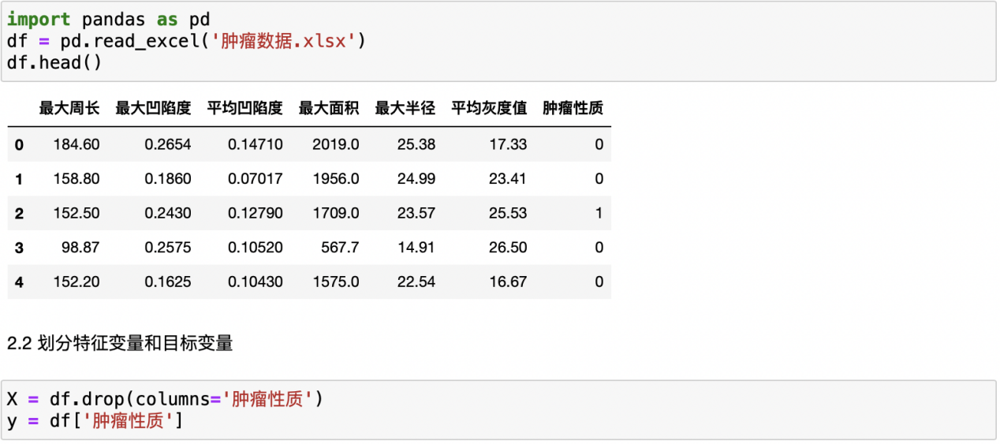 import pandas as pd
df = pd.read_excel('肿瘤数据.xlsx')
df.head()
最大周长 最大凹陷度 平均凹陷度 最大面积 最大半径 平均灰度值 肿瘤性质
0 184.60 0.2654 0.14710 2019.0 25.38 17.33 0
1 158.80 0.1860 0.07017 1956.0 24.99 23.41 0
2 152.50 0.2430 0.12790 1709.0 23.57 25.53 1
3 98.87 0.2575 0.10520 567.7 14.91 26.50 0
4 152.20 0.1625 0.10430 1575.0 22.54 16.67 0
2.2 划分特征变量和目标变量
X = df.drop(columns='肿瘤性质')
y = df['肿瘤性质']